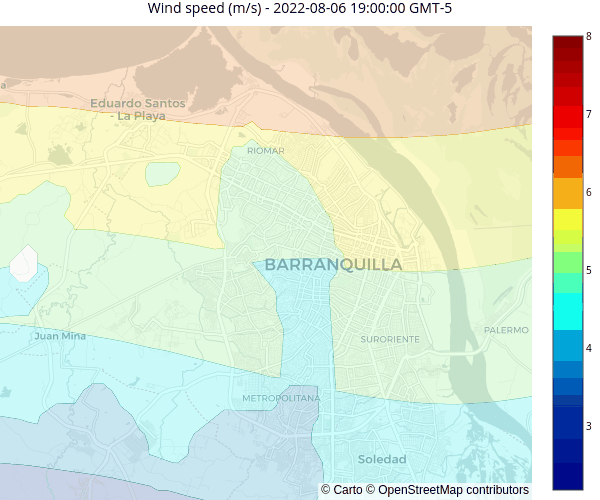 Wind speed (m/s) - 2022-08-06 19:00:00 GMT-5
8
a
Eduardo Santos
- La Playa
7
RIOMAR
6
BARRANQUILLA
5
Juan Mina
SURORIENTE
PALERMO
4
METROPOLITANA
3
Soledad
© Carto © OpenStreetMap contributors